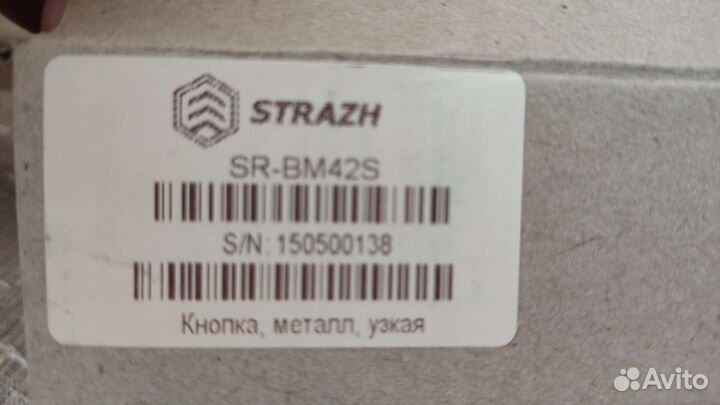 STRAZH
SR-BM42S
S/N: 150500138
Кнопка, металл, узкая
Avito